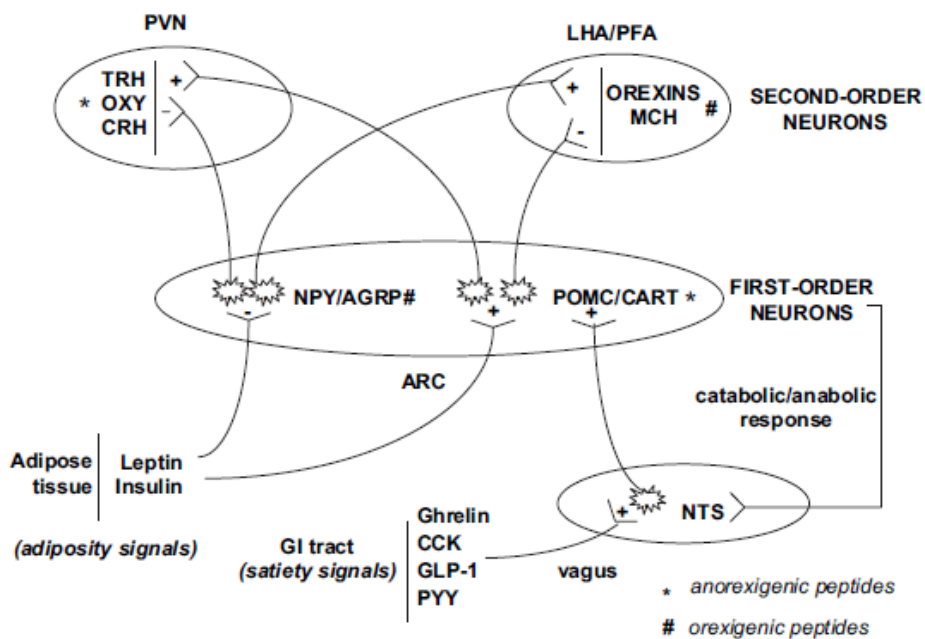 PVN
LHA/PFA
TRH
* OXY
CRH
+
-
+
-
OREXINS
MCH #
SECOND-ORDER
NEURONS
NPY/AGRP#
-
+
POMC/CART *
+
FIRST-ORDER
NEURONS
ARC
catabolic/anabolic
response
Adipose
tissue
Leptin
Insulin
(adiposity signals)
GI tract
(satiety signals)
Ghrelin
CCK
GLP-1
PYY
+
NTS
vagus
* anorexigenic peptides
# orexigenic peptides